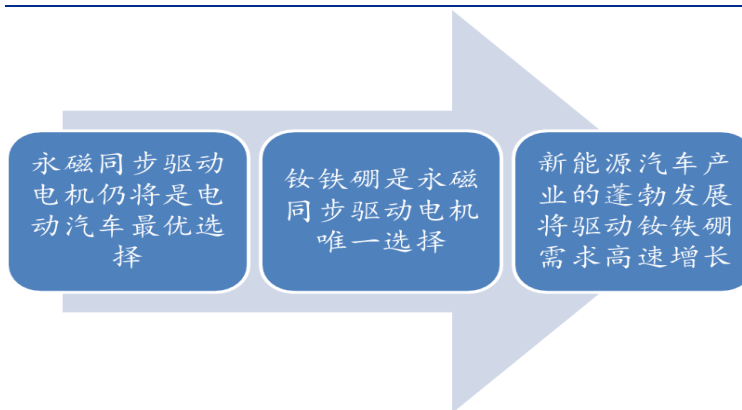 永磁同步驱动
电机仍将是电
动汽车最优选
择
钕铁硼是永磁
同步驱动电机
唯一选择
新能源汽车产
业的蓬勃发展
将驱动钕铁硼
需求高速增长